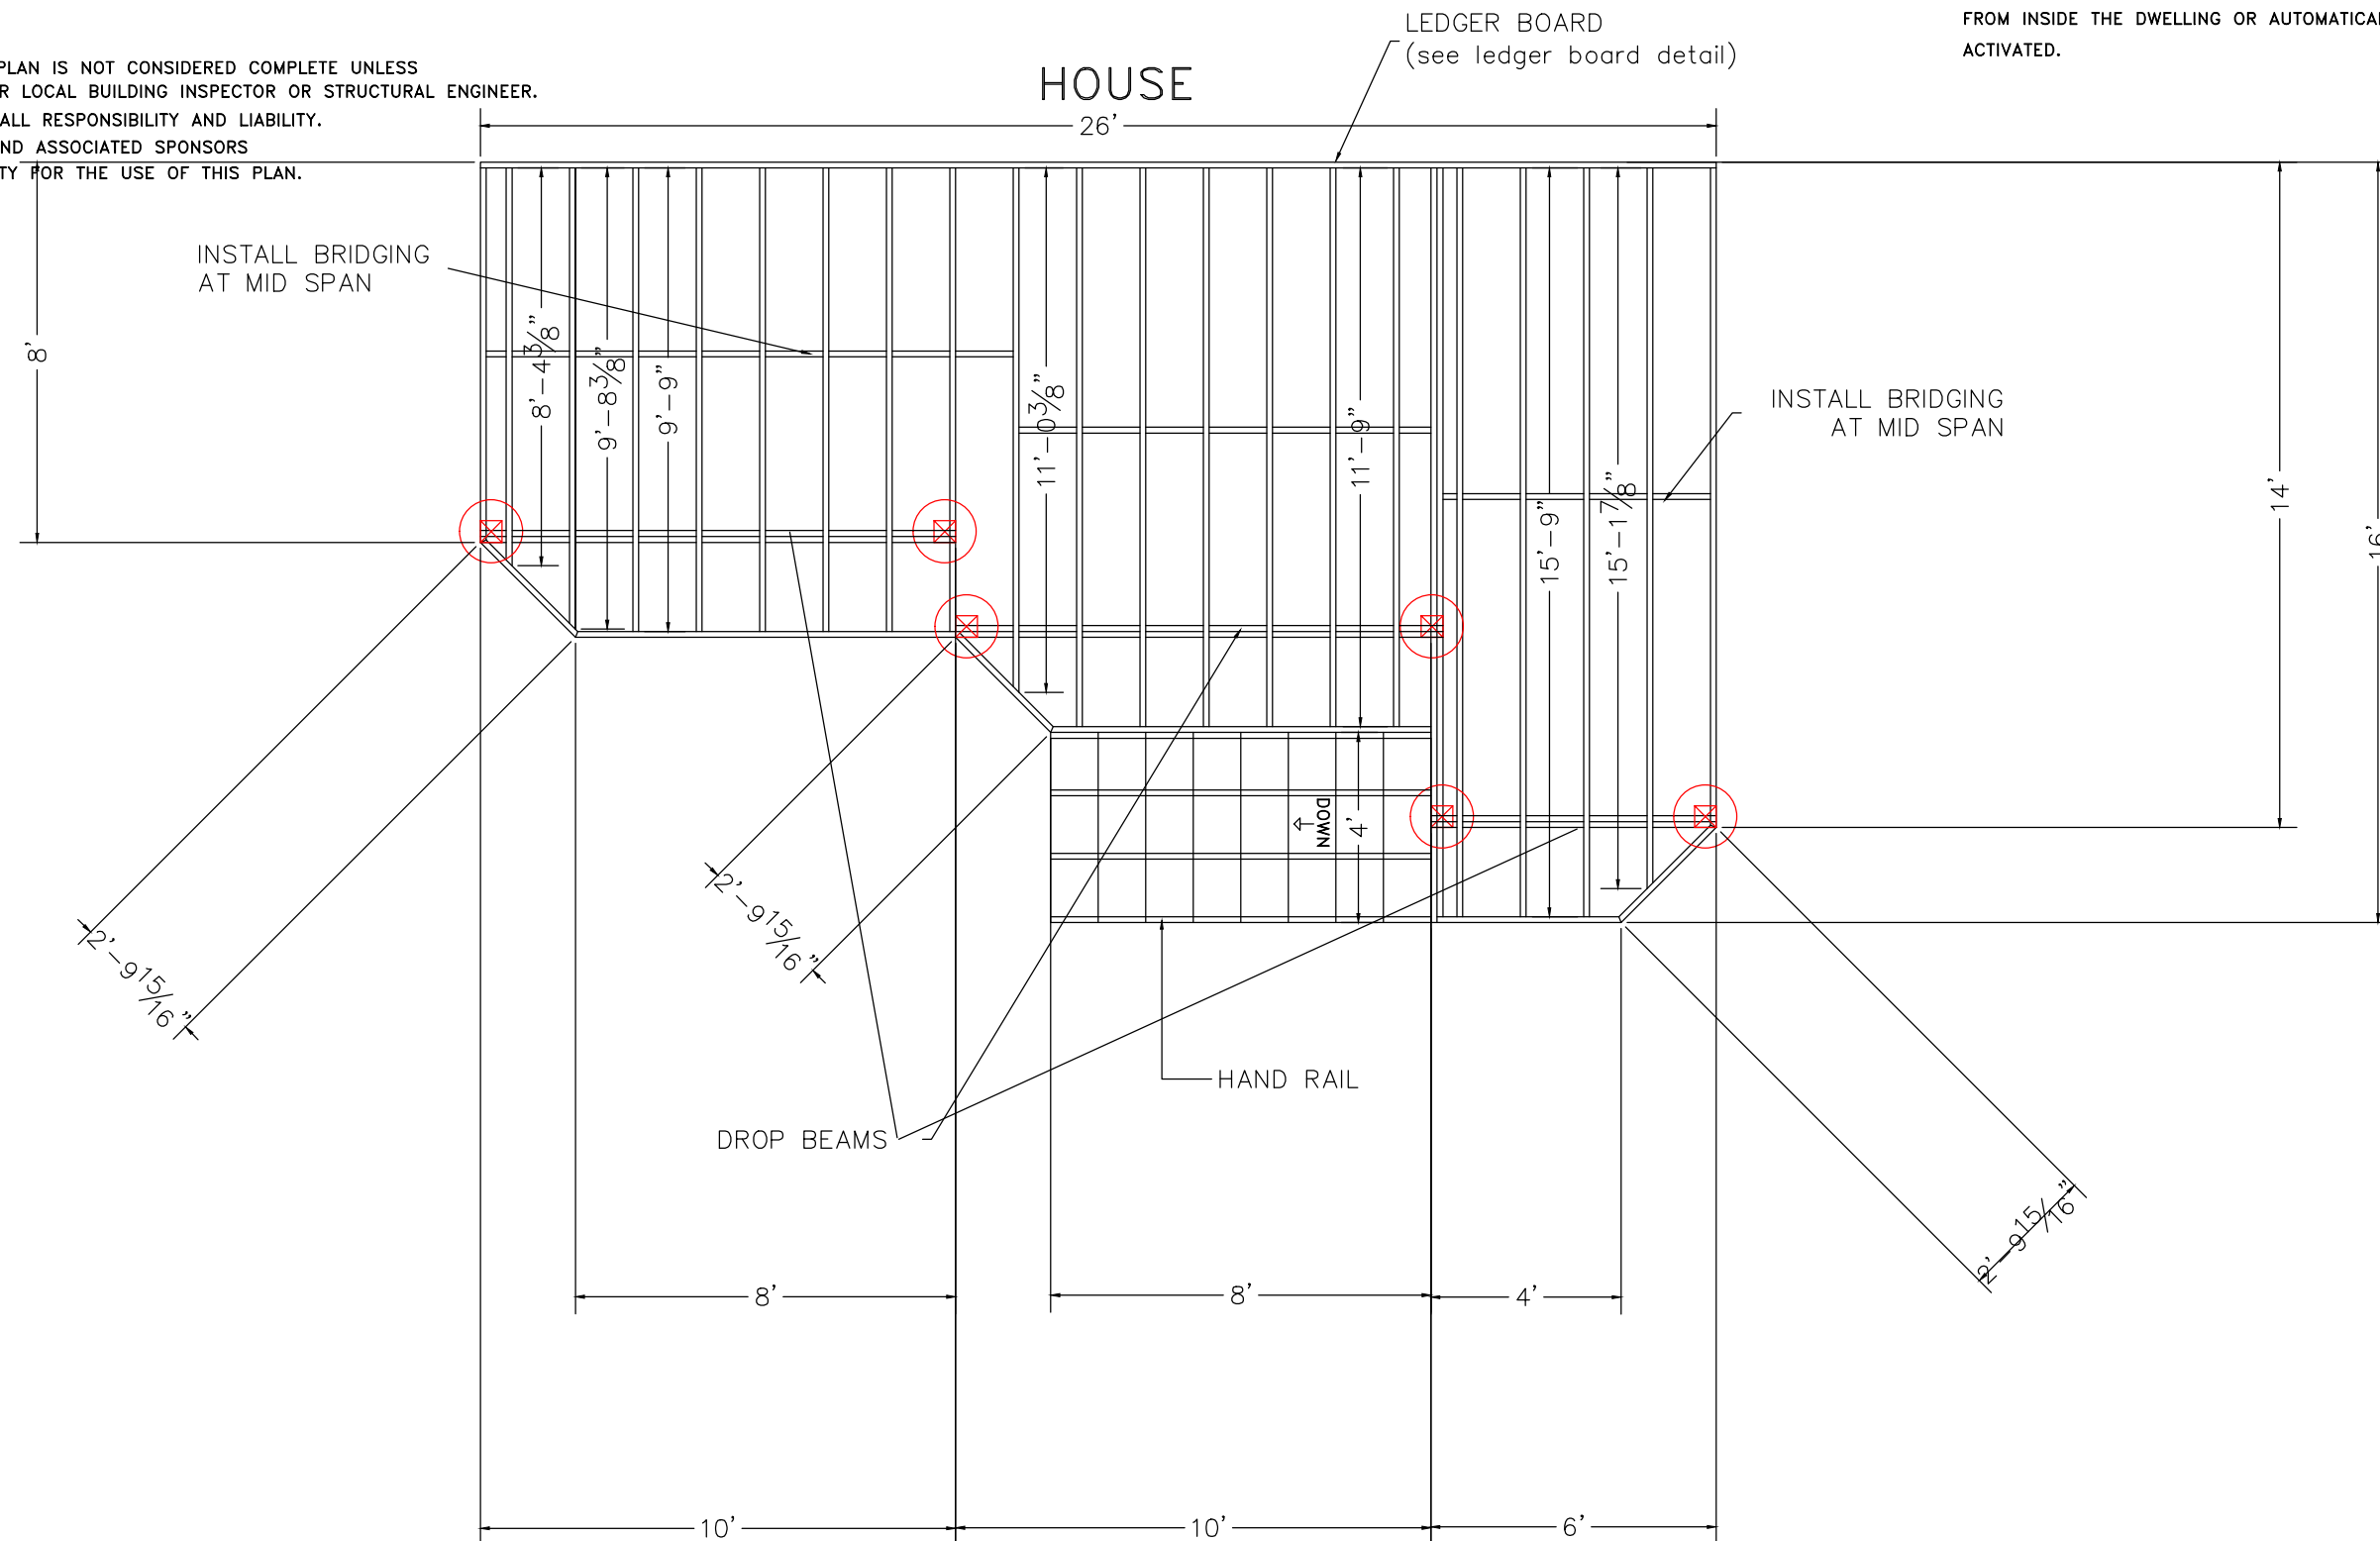 LEDGER BOARD
(see ledger board detail)
FROM INSIDE THE DWELLING OR
ACTIVATED.
PLAN IS NOT CONSIDERED COMPLETE UNLESS
LOCAL BUILDING INSPECTOR OR STRUCTURAL ENGINEER.
ALL RESPONSIBILITY AND LIABILITY.
ASSOCIATED SPONSORS
FOR THE USE OF THIS PLAN.
HOUSE
26'
INSTALL BRIDGING
AT MID SPAN
8'
8'-4 3/8"
9'-8 3/8"
9'-9"
11'-0 3/8"
11'-9"
15'-9"
15'-1 7/8"
INSTALL BRIDGING
AT MID SPAN
14'
16'
DOWN
4'
2'-9 15/16"
2'-9 15/16"
HAND RAIL
DROP BEAMS
2'-9 15/16"
8'
8'
4'
10'
10'
6'